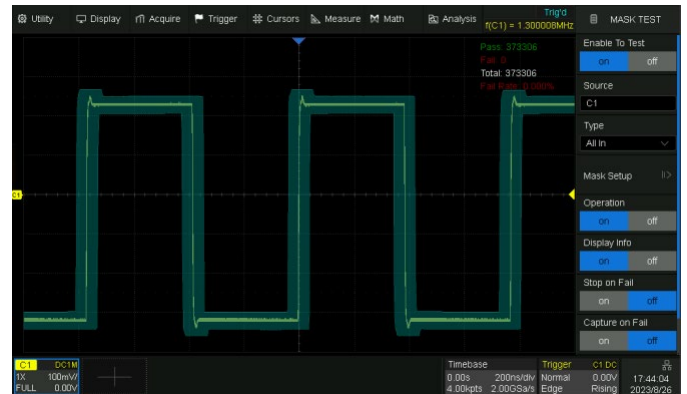 Utility Display Acquire Trigger Cursors Measure Math Analysis
Trig'd
f(C1) = 1.300008MHz
MASK TEST
Pass: 373306
Fail: 0
Total: 373306
Fail Rate: 0.000%
Enable To Test
on off
Source
C1
Type
All In
Mask Setup
Operation
on off
Display Info
on off
Stop on Fail
on off
Capture on Fail
on off
C1
C1 DC1M
1X 100mV/
FULL 0.00V
Timebase
0.00s 200ns/div
4.00kpts 2.00GSa/s
Trigger C1 DC
Normal 0.00V
Edge Rising
17:44:04
2023/8/26